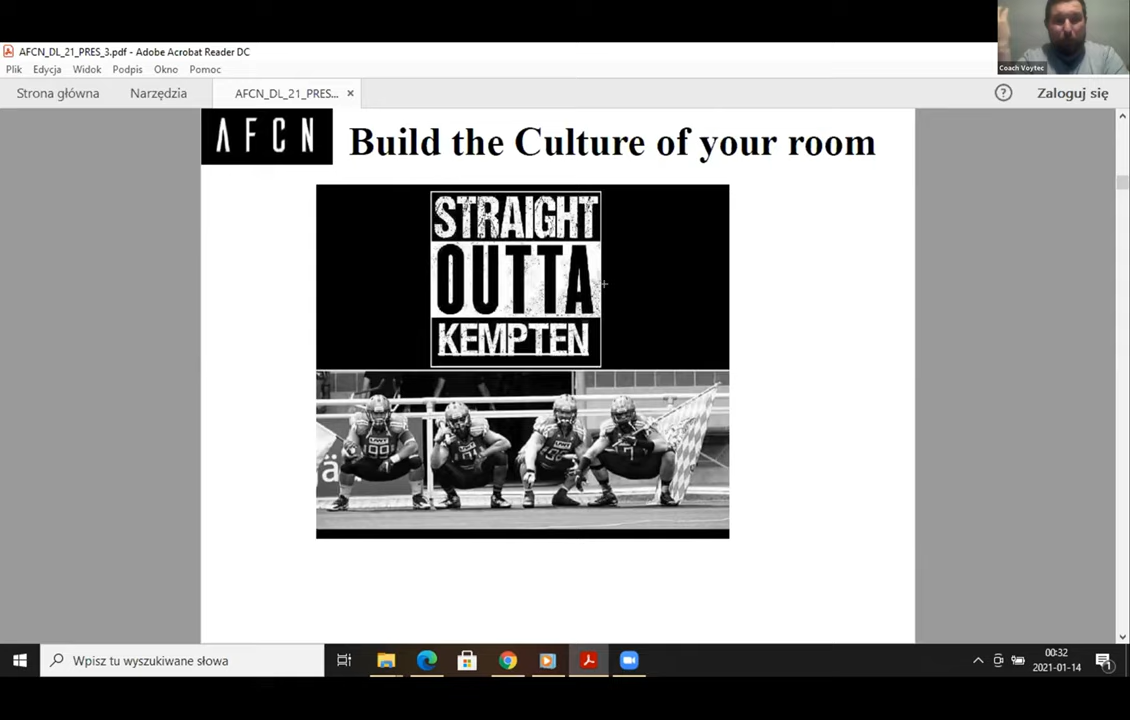 Coach Voytec
AFCN_DL_21_PRES_3.pdf - Adobe Acrobat Reader DC
Plik Edycja Widok Podpis Okno Pomoc
Strona główna Narzędzia AFCN_DL_21_PRES... × ? Zaloguj się
AFCN Build the Culture of your room
STRAIGHT
OUTTA
KEMPTEN
99
Wpisz tu wyszukiwane słowa
00:32
2021-01-14
1